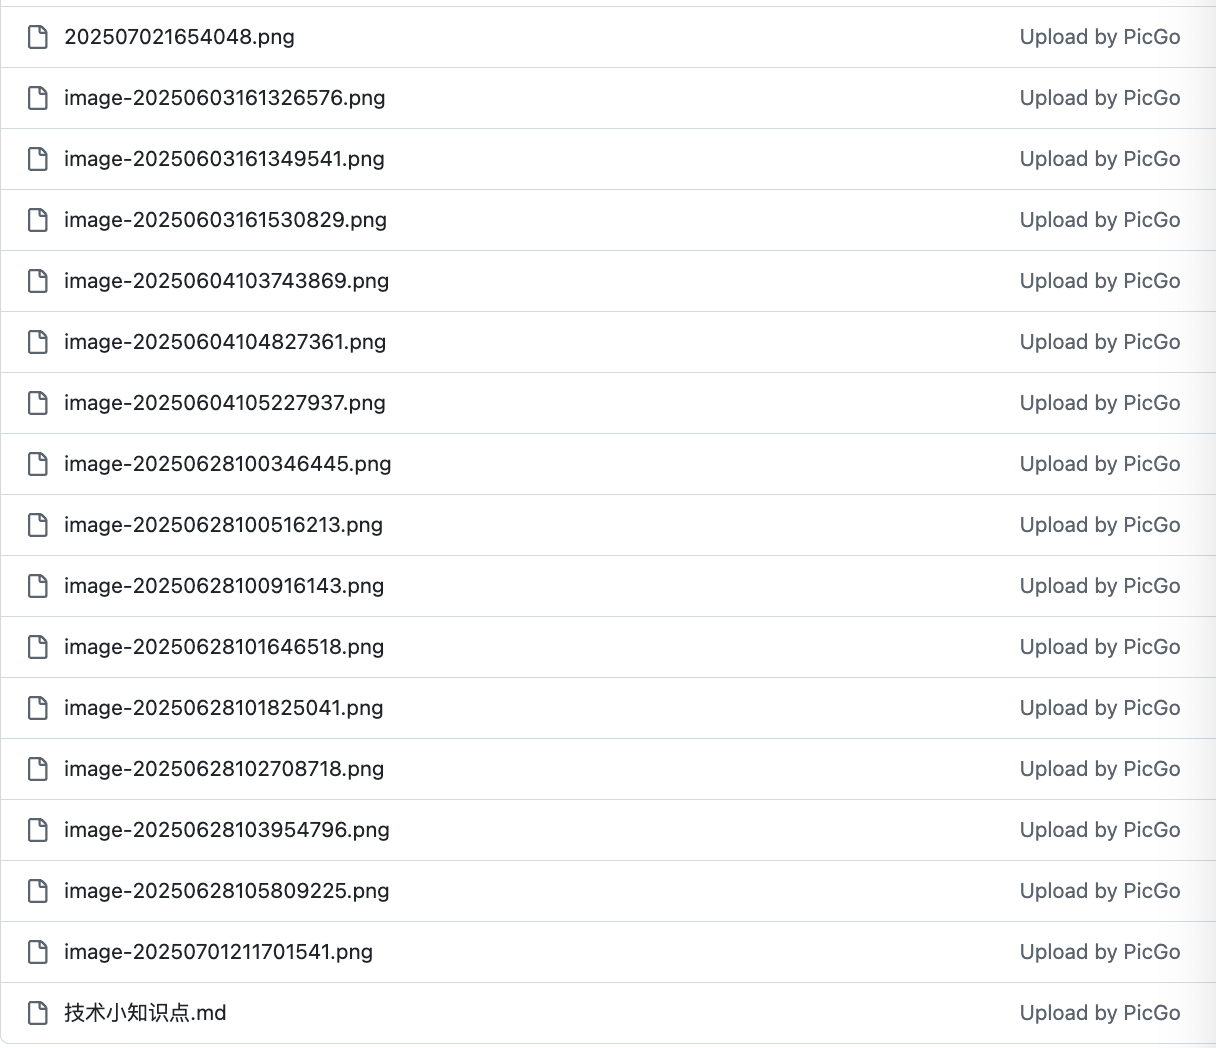 202507021654048.png Upload by PicGo
image-20250603161326576.png Upload by PicGo
image-20250603161349541.png Upload by PicGo
image-20250603161530829.png Upload by PicGo
image-20250604103743869.png Upload by PicGo
image-20250604104827361.png Upload by PicGo
image-20250604105227937.png Upload by PicGo
image-20250628100346445.png Upload by PicGo
image-20250628100516213.png Upload by PicGo
image-20250628100916143.png Upload by PicGo
image-20250628101646518.png Upload by PicGo
image-20250628101825041.png Upload by PicGo
image-20250628102708718.png Upload by PicGo
image-20250628103954796.png Upload by PicGo
image-20250628105809225.png Upload by PicGo
image-20250701211701541.png Upload by PicGo
技术小知识点.md Upload by PicGo